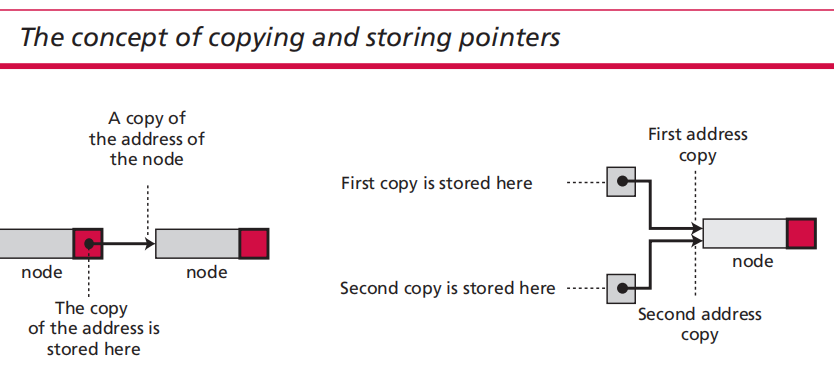 The concept of copying and storing pointers
A copy of
the address of
the node
node
node
The copy
of the address is
stored here
First address
copy
First copy is stored here
node
Second copy is stored here
Second address
copy